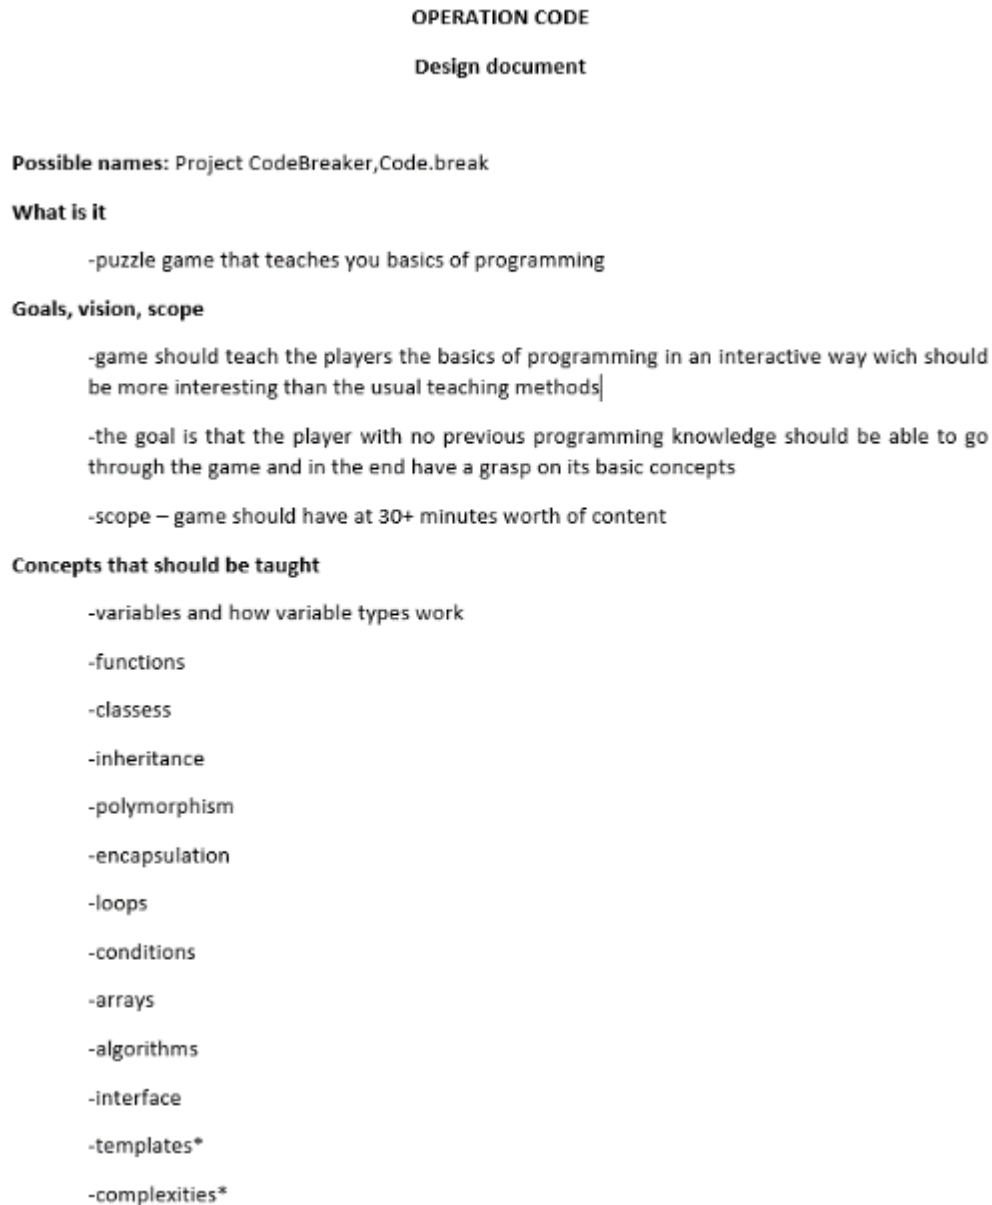 OPERATION CODE
Design document
Possible names: Project CodeBreaker,Code.break
What is it
-puzzle game that teaches you basics of programming
Goals, vision, scope
-game should teach the players the basics of programming in an interactive way wich should
be more interesting than the usual teaching methods
-the goal is that the player with no previous programming knowledge should be able to go
through the game and in the end have a grasp on its basic concepts
-scope – game should have at 30+ minutes worth of content
Concepts that should be taught
-variables and how variable types work
-functions
-classess
-inheritance
-polymorphism
-encapsulation
-loops
-conditions
-arrays
-algorithms
-interface
-templates*
-complexities*